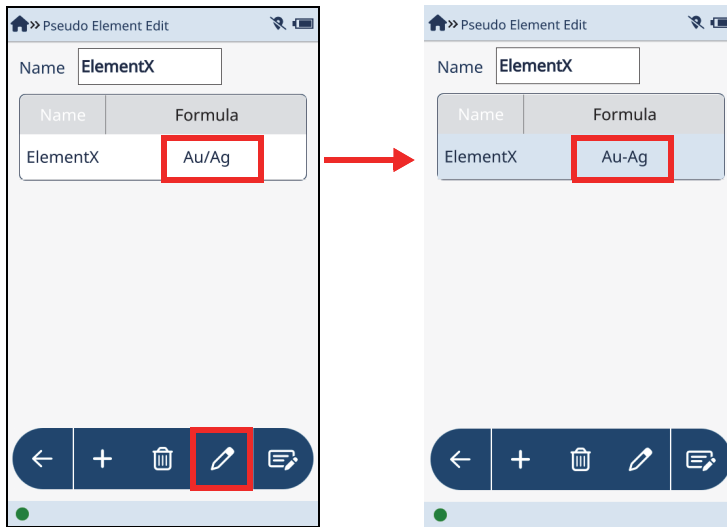 Pseudo Element Edit
Name ElementX
Name Formula
ElementX Au/Ag
Pseudo Element Edit
Name ElementX
Name Formula
ElementX Au-Ag